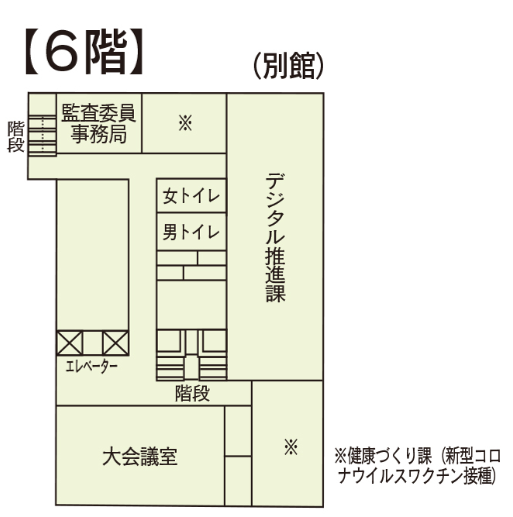 【６階】
（別館）
階段
監査委員
事務局
※
デジタル推進課
女トイレ
男トイレ
エレベーター
階段
大会議室
※
※健康づくり課（新型コロ
ナウイルスワクチン接種）